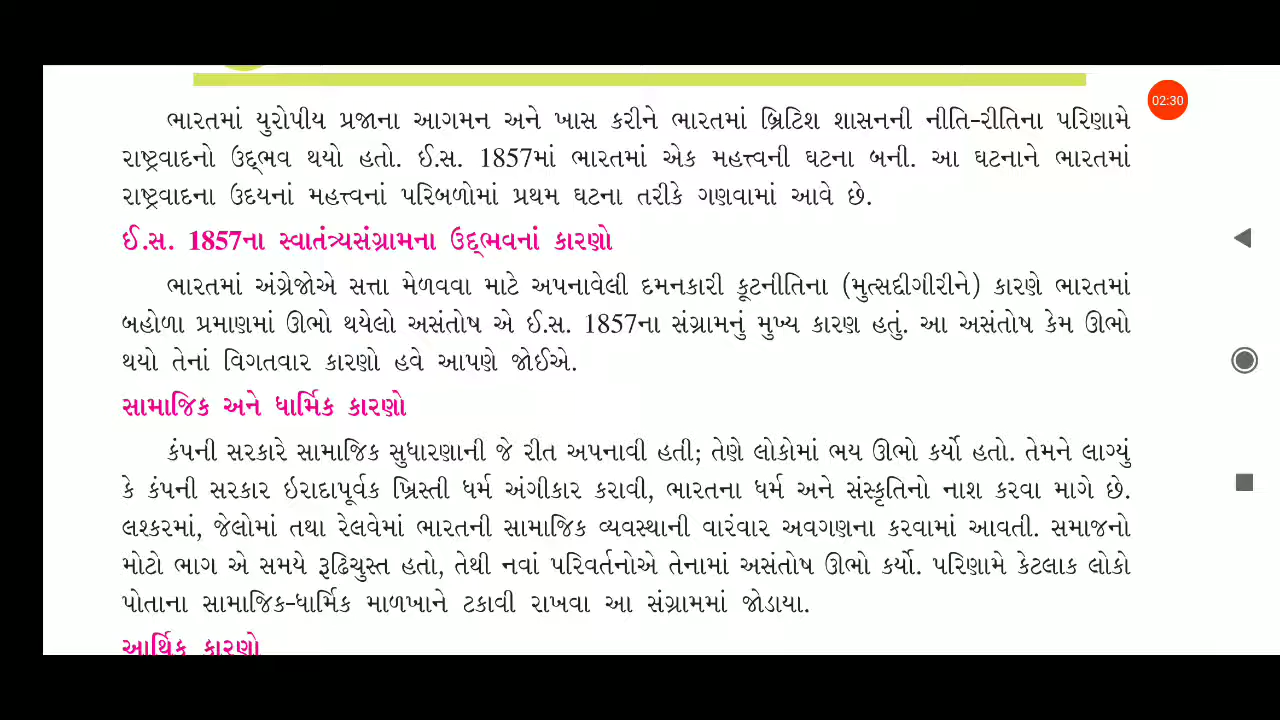 02:30
ભારતમાં યુરોપીય પ્રજાના આગમન અને ખાસ કરીને ભારતમાં બ્રિટિશ શાસનની નીતિ-રીતિના પરિણામે
રાષ્ટ્રવાદનો ઉદ્ભવ થયો હતો. ઈ.સ. 1857માં ભારતમાં એક મહત્ત્વની ઘટના બની. આ ઘટનાને ભારતમાં
રાષ્ટ્રવાદના ઉદયનાં મહત્ત્વનાં પરિબળોમાં પ્રથમ ઘટના તરીકે ગણવામાં આવે છે.
ઈ.સ. 1857ના સ્વાતંત્ર્યસંગ્રામના ઉદ્ભવનાં કારણો
ભારતમાં અંગ્રેજોએ સત્તા મેળવવા માટે અપનાવેલી દમનકારી કૂટનીતિના (મુત્સદ્દીગીરીને) કારણે ભારતમાં
બહોળા પ્રમાણમાં ઊભો થયેલો અસંતોષ એ ઈ.સ. 1857ના સંગ્રામનું મુખ્ય કારણ હતું. આ અસંતોષ કેમ ઊભો
થયો તેનાં વિગતવાર કારણો હવે આપણે જોઈએ.
સામાજિક અને ધાર્મિક કારણો
કંપની સરકારે સામાજિક સુધારણાની જે રીત અપનાવી હતી; તેણે લોકોમાં ભય ઊભો કર્યો હતો. તેમને લાગ્યું
કે કંપની સરકાર ઇરાદાપૂર્વક ખ્રિસ્તી ધર્મ અંગીકાર કરાવી, ભારતના ધર્મ અને સંસ્કૃતિનો નાશ કરવા માગે છે.
લશ્કરમાં, જેલોમાં તથા રેલવેમાં ભારતની સામાજિક વ્યવસ્થાની વારંવાર અવગણના કરવામાં આવતી. સમાજનો
મોટો ભાગ એ સમયે રૂઢિચુસ્ત હતો, તેથી નવાં પરિવર્તનોએ તેનામાં અસંતોષ ઊભો કર્યો. પરિણામે કેટલાક લોકો
પોતાના સામાજિક-ધાર્મિક માળખાને ટકાવી રાખવા આ સંગ્રામમાં જોડાયા.
આર્થિક કારણો